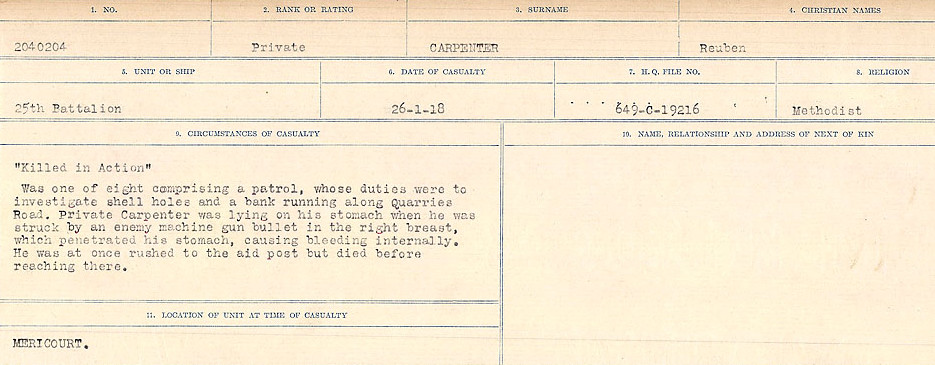 1. NO. 2. RANK OR RATING 3. SURNAME 4. CHRISTIAN NAMES
2040204 Private CARPENTER Reuben
5. UNIT OR SHIP 6. DATE OF CASUALTY 7. H.Q. FILE NO. 8. RELIGION
25th Battalion 26-1-18 649-C-19216 Methodist
9. CIRCUMSTANCES OF CASUALTY
"Killed in Action"
Was one of eight comprising a patrol, whose duties were to
investigate shell holes and a bank running along Quarries
Road. Private Carpenter was lying on his stomach when he was
struck by an enemy machine gun bullet in the right breast,
which penetrated his stomach, causing bleeding internally.
He was at once rushed to the aid post but died before
reaching there.
10. NAME, RELATIONSHIP AND ADDRESS OF NEXT OF KIN
11. LOCATION OF UNIT AT TIME OF CASUALTY
MERICOURT.